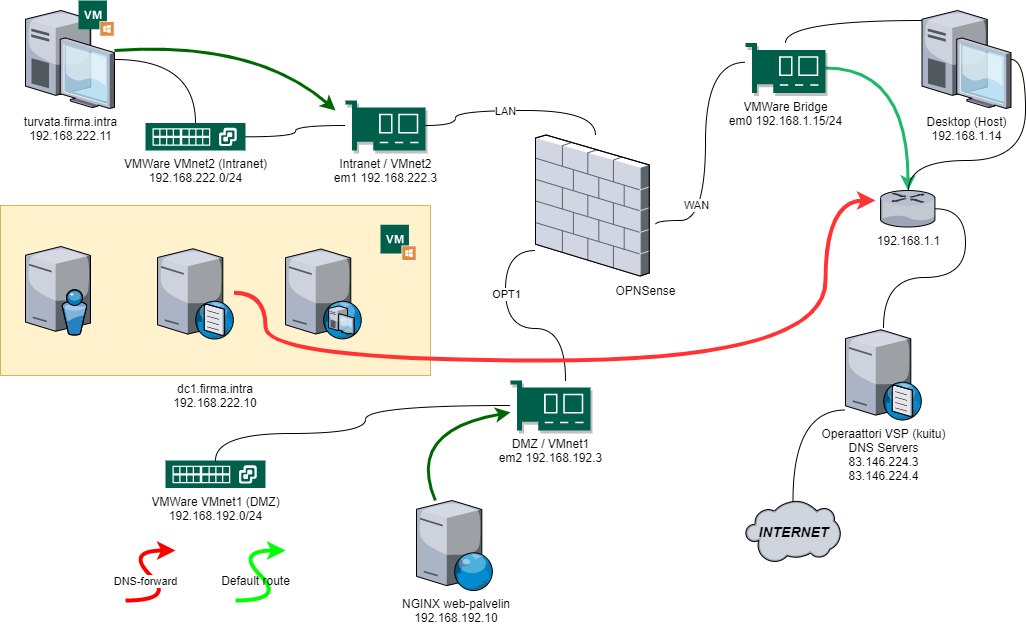 VM
turvata.firma.intra
192.168.222.11
VMWare VMnet2 (Intranet)
192.168.222.0/24
Intranet / VMnet2
em1 192.168.222.3
LAN
VMWare Bridge
em0 192.168.1.15/24
Desktop (Host)
192.168.1.14
WAN
192.168.1.1
OPNSense
OPT1
VM
dc1.firma.intra
192.168.222.10
DMZ / VMnet1
em2 192.168.192.3
Operaattori VSP (kuitu)
DNS Servers
83.146.224.3
83.146.224.4
VMWare VMnet1 (DMZ)
192.168.192.0/24
INTERNET
DNS-forward
Default route
NGINX web-palvelin
192.168.192.10